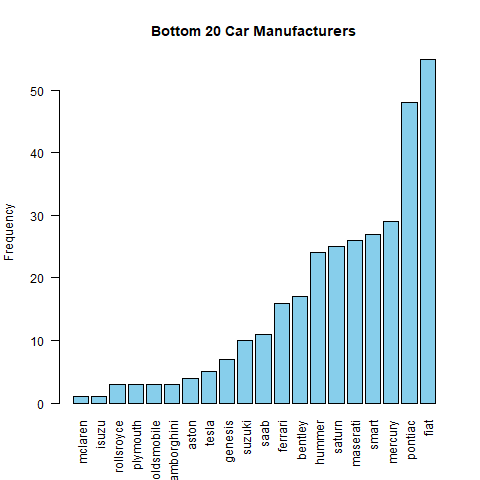 Bottom 20 Car Manufacturers
Frequency
50
40
30
20
10
0
mclaren
isuzu
rollsroyce
plymouth
oldsmobile
amborghini
aston
tesla
genesis
suzuki
saab
ferrari
bentley
hummer
saturn
maserati
smart
mercury
pontiac
fiat